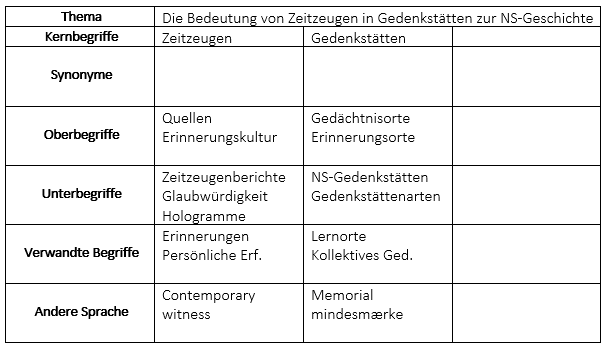 Thema Die Bedeutung von Zeitzeugen in Gedenkstätten zur NS-Geschichte
Kernbegriffe Zeitzeugen Gedenkstätten
Synonyme
Oberbegriffe Quellen Gedächtnisorte
Erinnerungskultur Erinnerungsorte
Unterbegriffe Zeitzeugenberichte NS-Gedenkstätten
Glaubwürdigkeit Gedenkstättenarten
Hologramme
Verwandte Begriffe Erinnerungen Lernorte
Persönliche Erf. Kollektives Ged.
Andere Sprache Contemporary Memorial
witness mindesmærke